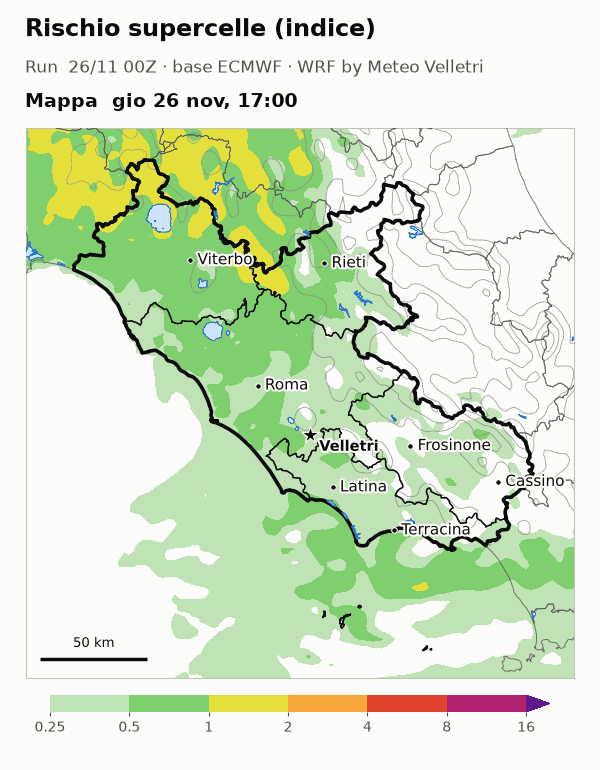 Rischio supercelle (indice)
Run  26/11 00Z · base ECMWF · WRF by Meteo Velletri
Mappa  gio 26 nov, 17:00
Viterbo
Rieti
Roma
Velletri
Frosinone
Cassino
Latina
Terracina
50 km
0.25 0.5 1 2 4 8 16